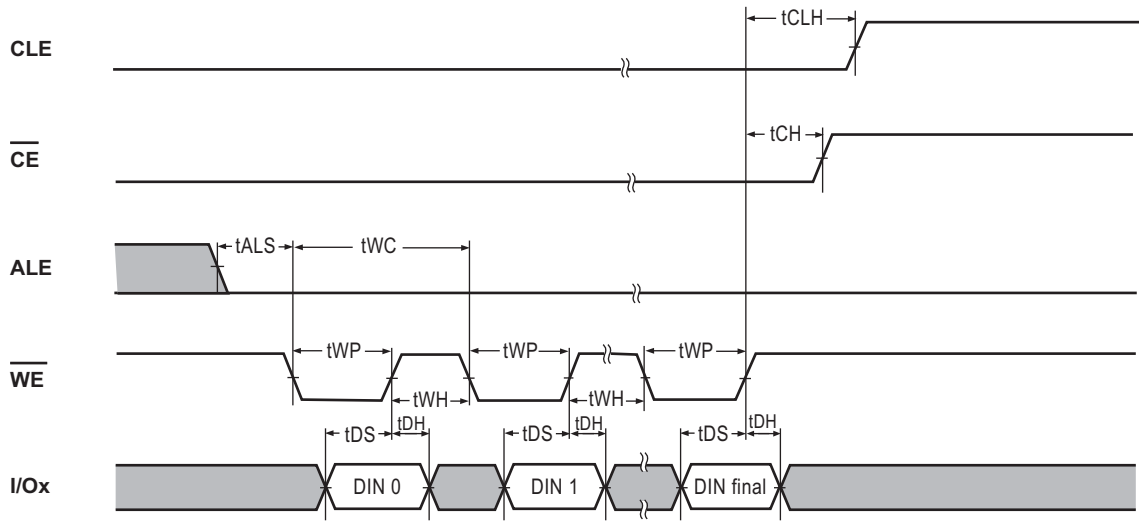 tCLH
CLE
tCH
CE
tALS tWC
ALE
tWP tWP tWP
WE
tWH tWH
tDS tDH tDS tDH tDS tDH
I/Ox DIN 0 DIN 1 DIN final